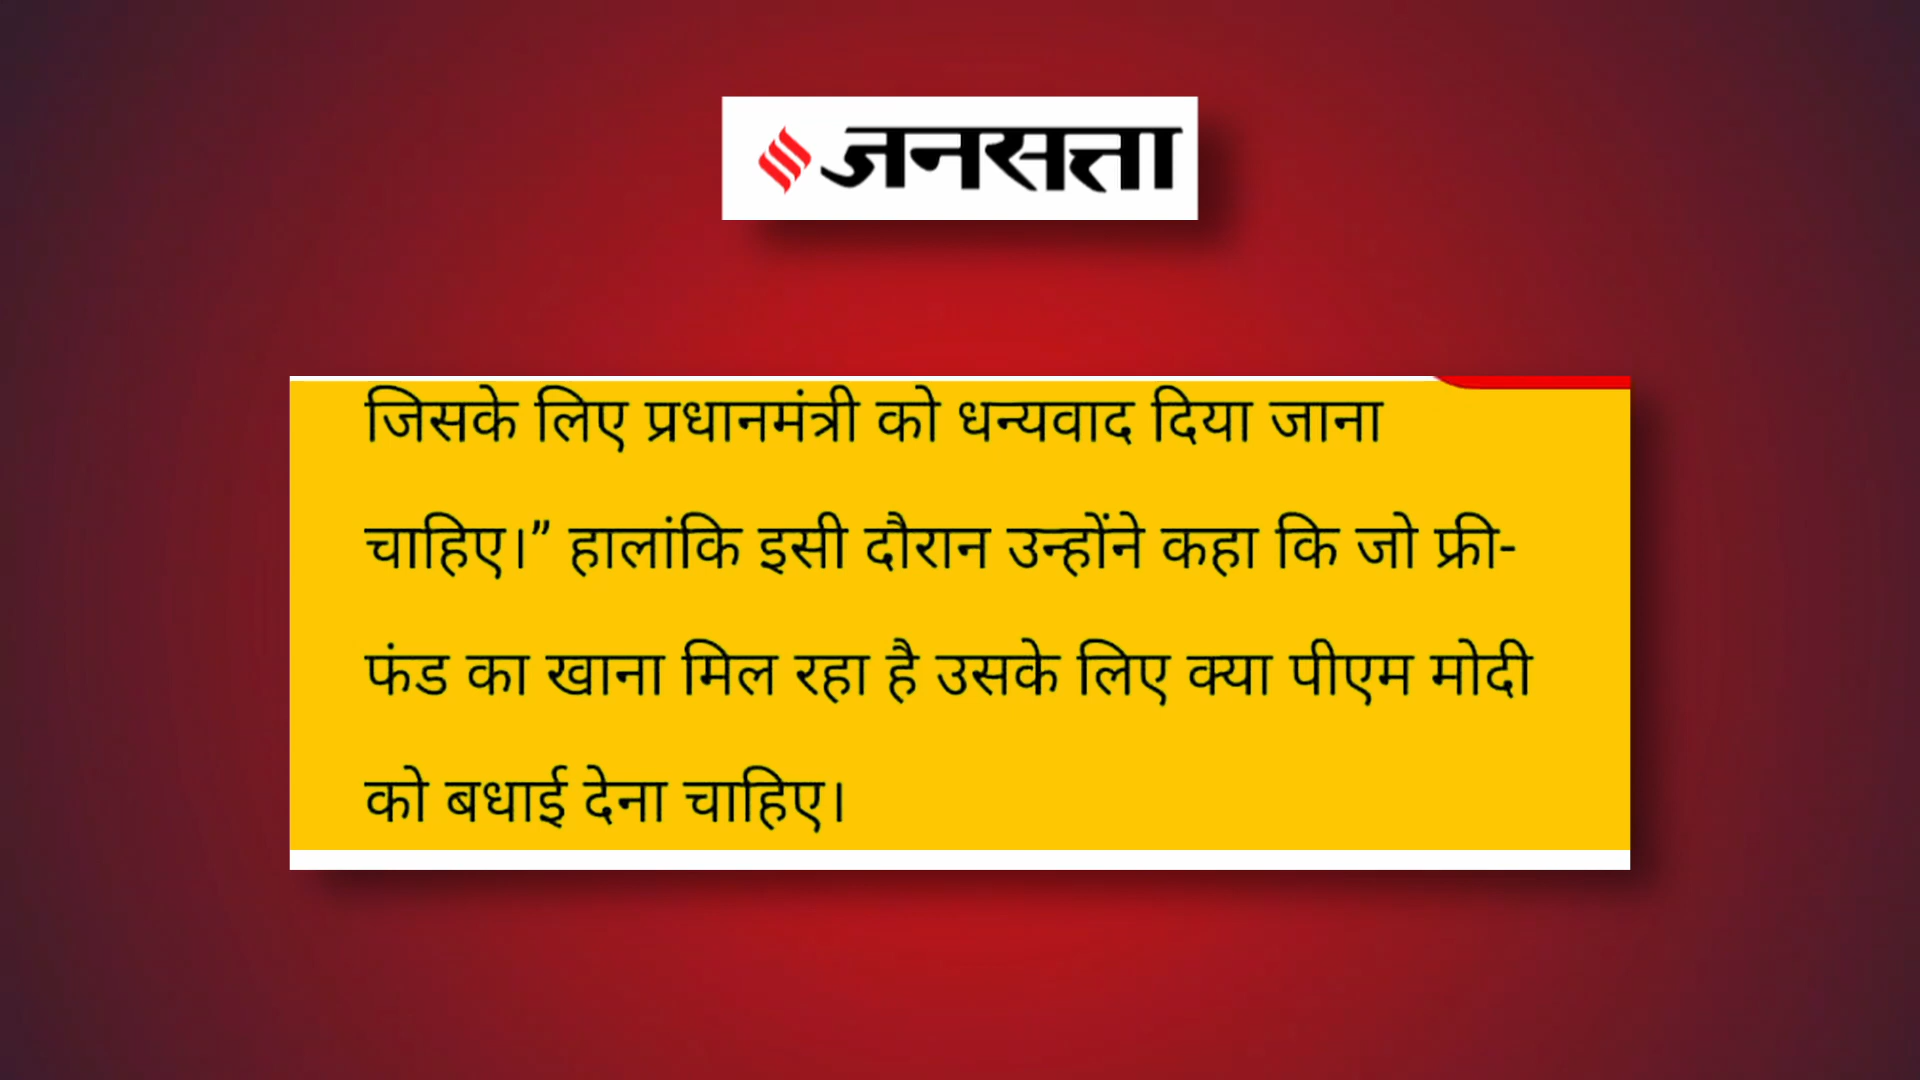 जनसत्ता
जिसके लिए प्रधानमंत्री को धन्यवाद दिया जाना
चाहिए।” हालांकि इसी दौरान उन्होंने कहा कि जो फ्री-
फंड का खाना मिल रहा है उसके लिए क्या पीएम मोदी
को बधाई देना चाहिए।